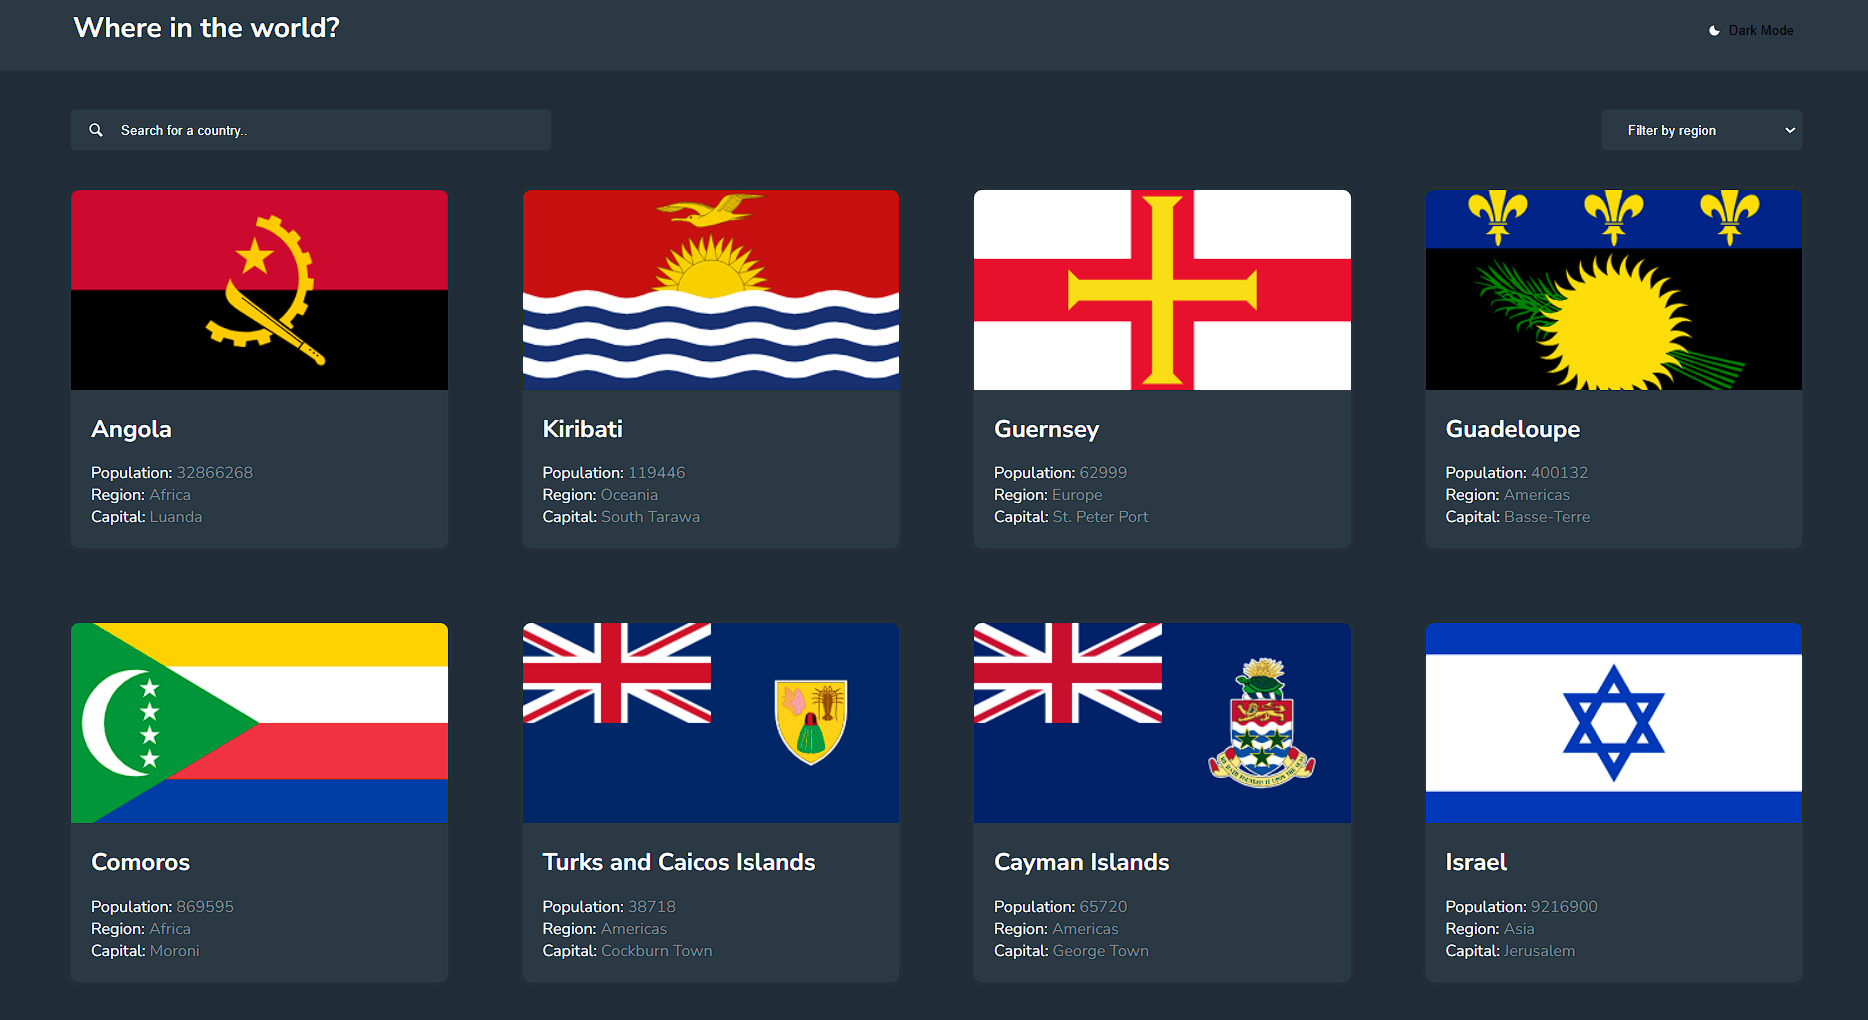 Where in the world?
Dark Mode
Search for a country..
Filter by region
Angola
Population: 32866268
Region: Africa
Capital: Luanda
Kiribati
Population: 119446
Region: Oceania
Capital: South Tarawa
Guernsey
Population: 62999
Region: Europe
Capital: St. Peter Port
Guadeloupe
Population: 400132
Region: Americas
Capital: Basse-Terre
Comoros
Population: 869595
Region: Africa
Capital: Moroni
Turks and Caicos Islands
Population: 38718
Region: Americas
Capital: Cockburn Town
Cayman Islands
Population: 65720
Region: Americas
Capital: George Town
Israel
Population: 9216900
Region: Asia
Capital: Jerusalem